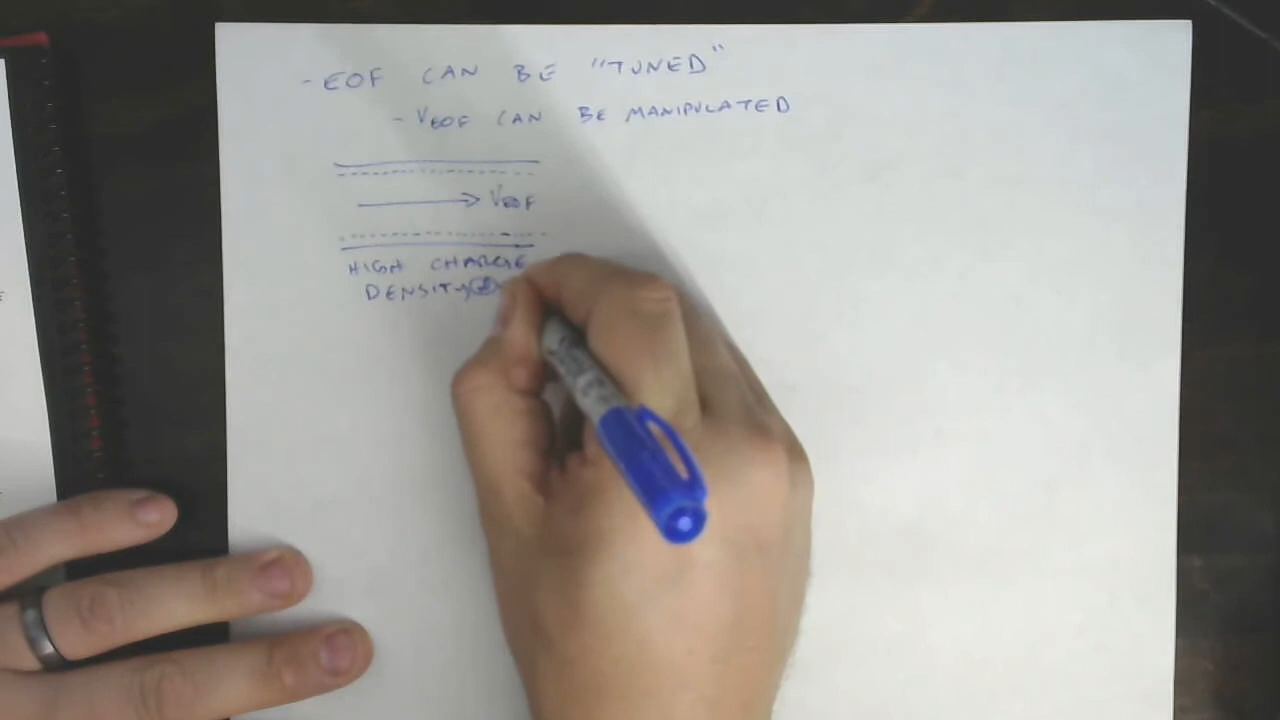 - EOF CAN BE "TUNED"
- VEOF CAN BE MANIPULATED
VEOF
HIGH CHARGE
DENSITY